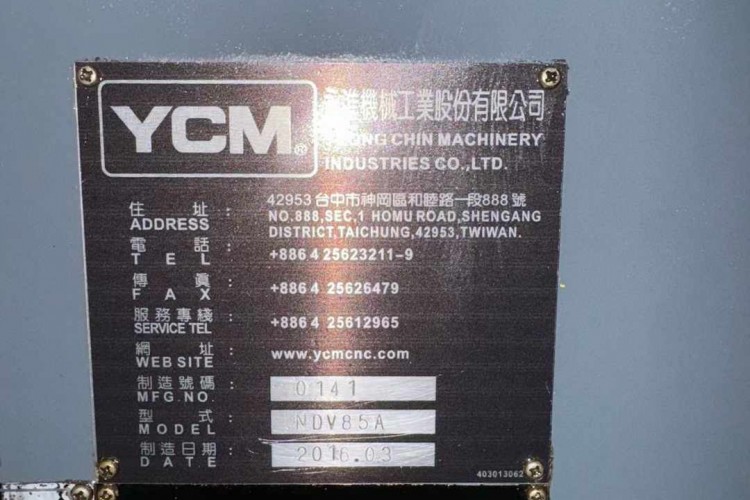 YCM®
進機械工業股份有限公司
CHIN MACHINERY
INDUSTRIES CO.,LTD.
住 址 : 42953 台中市神岡區和睦路一段888號
ADDRESS NO.888,SEC,1 HOMU ROAD,SHENGANG
DISTRICT,TAICHUNG,42953,TWIWAN.
電 話 :
TEL +886 4 25623211-9
傳 眞 :
FAX +886 4 25626479
服務專綫 :
SERVICE TEL +886 4 25612965
網 址 :
WEB SITE www.ycmcnc.com
制造號碼 :
MFG.NO. 0141
型 式 :
MODEL NDV85A
制造日期 :
DATE 2016.03
403013062